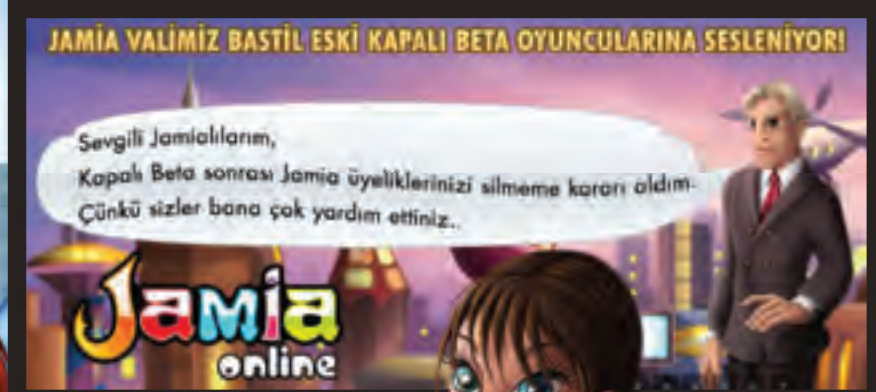 JAMİA VALİMİZ BASTİL ESKİ KAPALI BETA OYUNCULARINA SESLENİYOR!
Sevgili Jamialılarım,
Kapalı Beta sonrası Jamia üyeliklerinizi silmeme kararı aldım.
Çünkü sizler bana çok yardım ettiniz..
Jamia
online